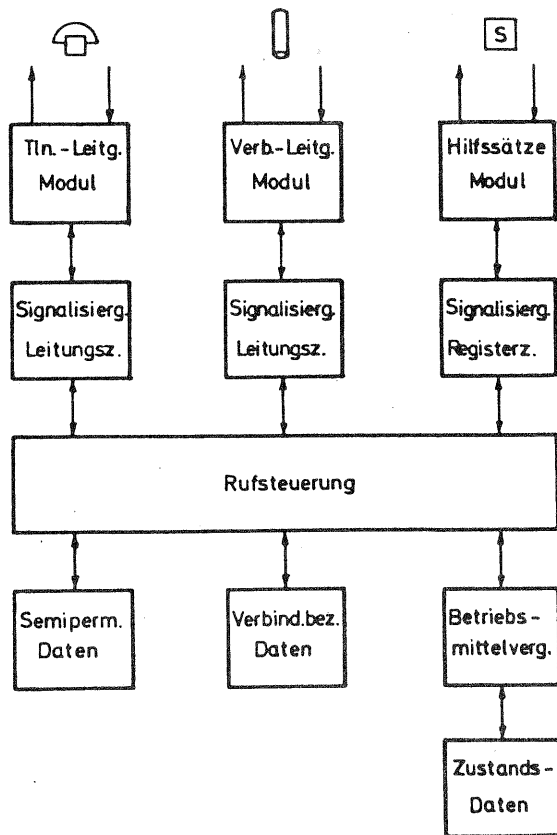 S
Tln.-Leitg.
Modul
Verb.-Leitg.
Modul
Hilfssätze
Modul
Signalisierg.
Leitungsz.
Signalisierg.
Leitungsz.
Signalisierg.
Registerz.
Rufsteuerung
Semiperm.
Daten
Verbind.bez.
Daten
Betriebs-
mittelverg.
Zustands-
Daten